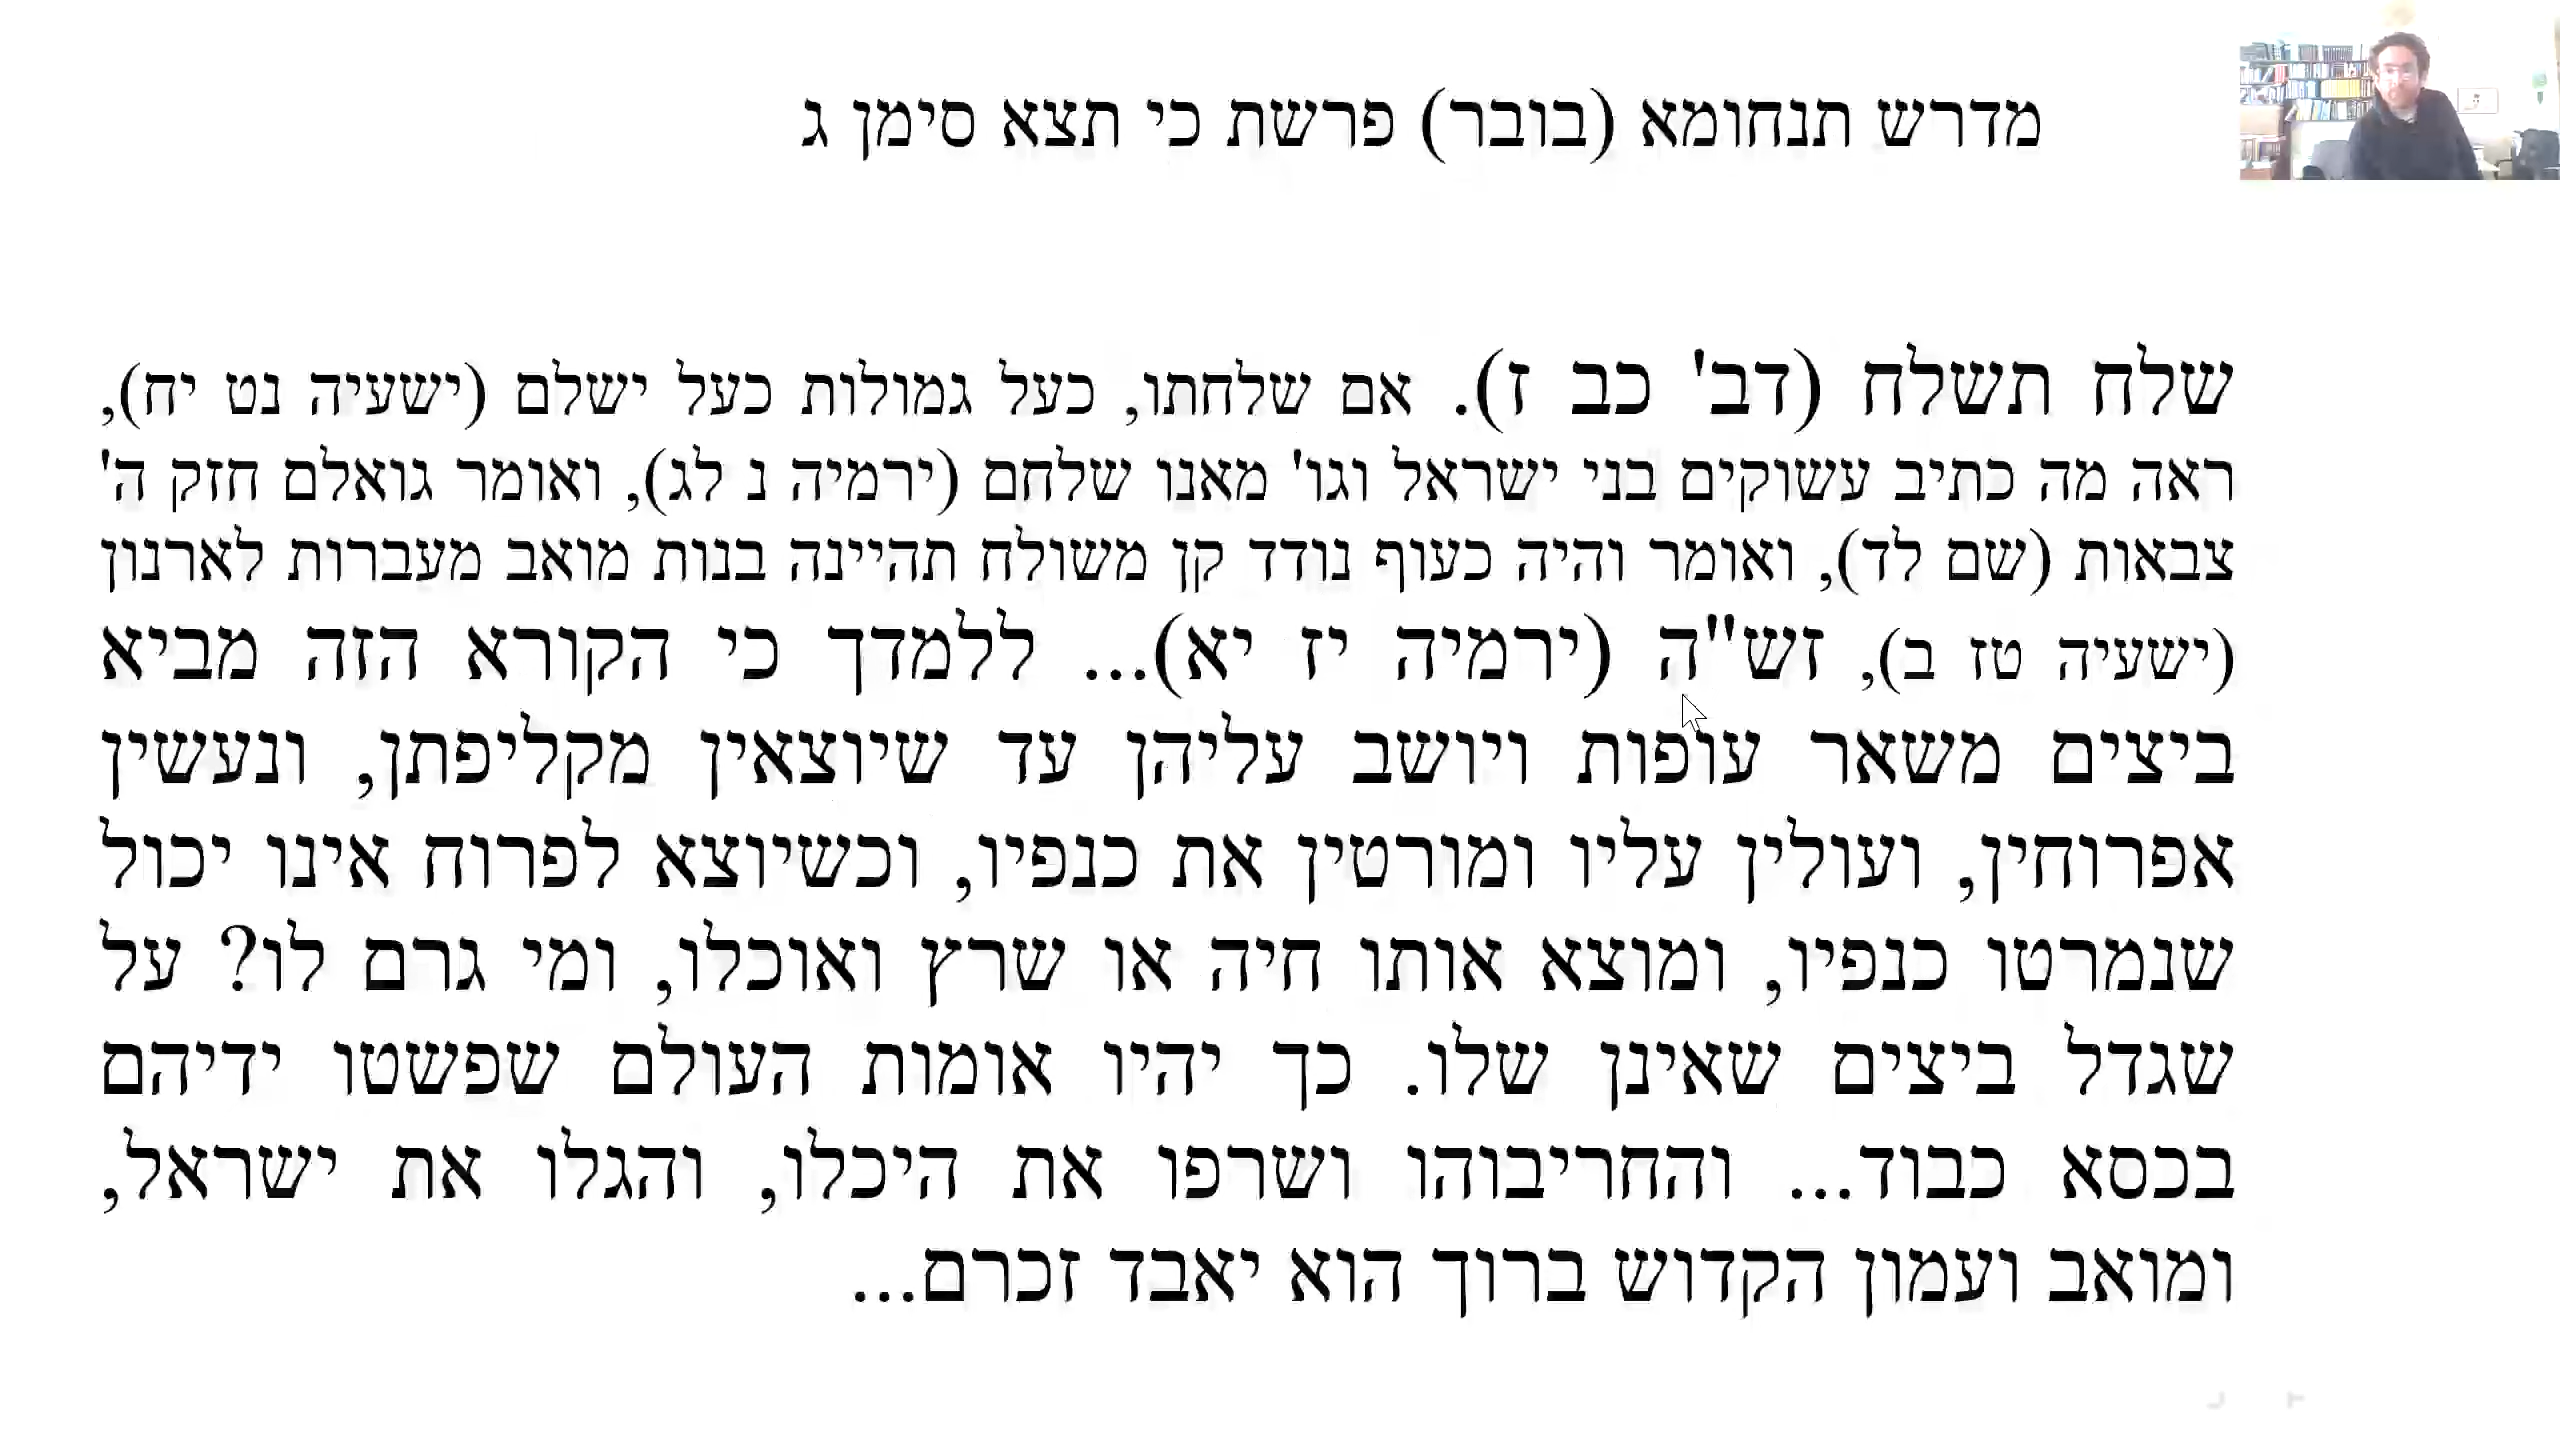 מדרש תנחומא (בובר) פרשת כי תצא סימן ג
שלח תשלח (דב' כב ז). אם שלחתו, כעל גמולות כעל ישלם (ישעיה נט יח),
ראה מה כתיב עשוקים בני ישראל וגו' מאנו שלחם (ירמיה נ לג), ואומר גואלם חזק ה'
צבאות (שם לד), ואומר והיה כעוף נודד קן משולח תהיינה בנות מואב מעברות לארנון
(ישעיה טז ב), זש"ה (ירמיה יז יא)... ללמדך כי הקורא הזה מביא
ביצים משאר עופות ויושב עליהן עד שיוצאין מקליפתן, ונעשין
אפרוחין, ועולין עליו ומורטין את כנפיו, וכשיוצא לפרוח אינו יכול
שנמרטו כנפיו, ומוצא אותו חיה או שרץ ואוכלו, ומי גרם לו? על
שגדל ביצים שאינן שלו. כך יהיו אומות העולם שפשטו ידיהם
בכסא כבוד... והחריבוהו ושרפו את היכלו, והגלו את ישראל,
ומואב ועמון הקדוש ברוך הוא יאבד זכרם...